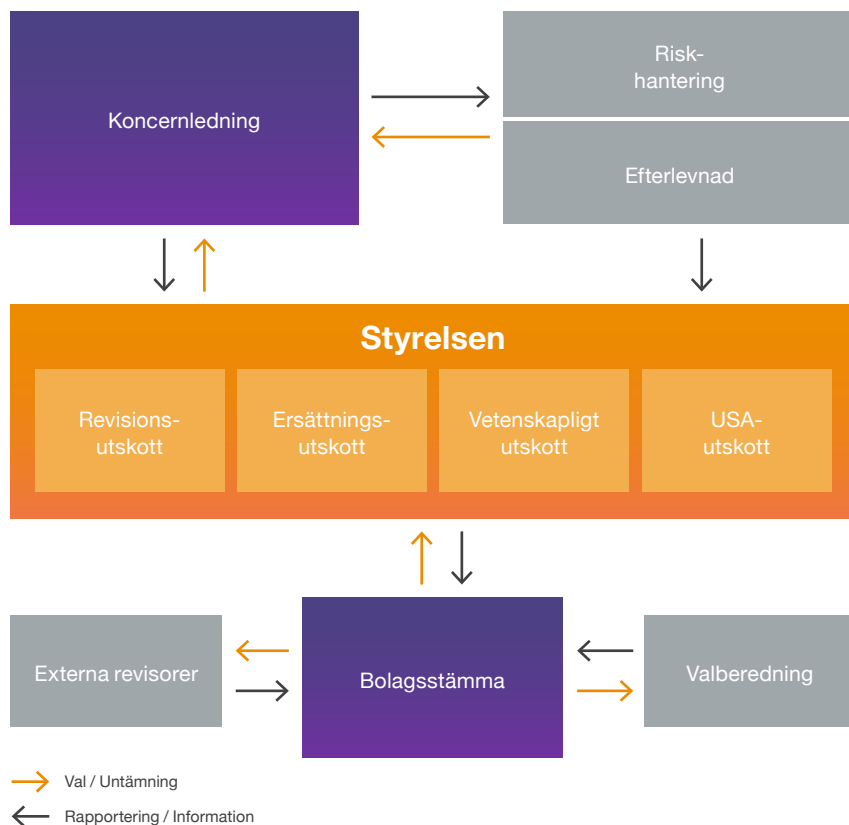 Koncernledning
Risk-
hantering
Efterlevnad
Styrelsen
Revisions-
utskott
Ersättnings-
utskott
Vetenskapligt
utskott
USA-
utskott
Externa revisorer
Bolagsstämma
Valberedning
Val / Untämning
Rapportering / Information